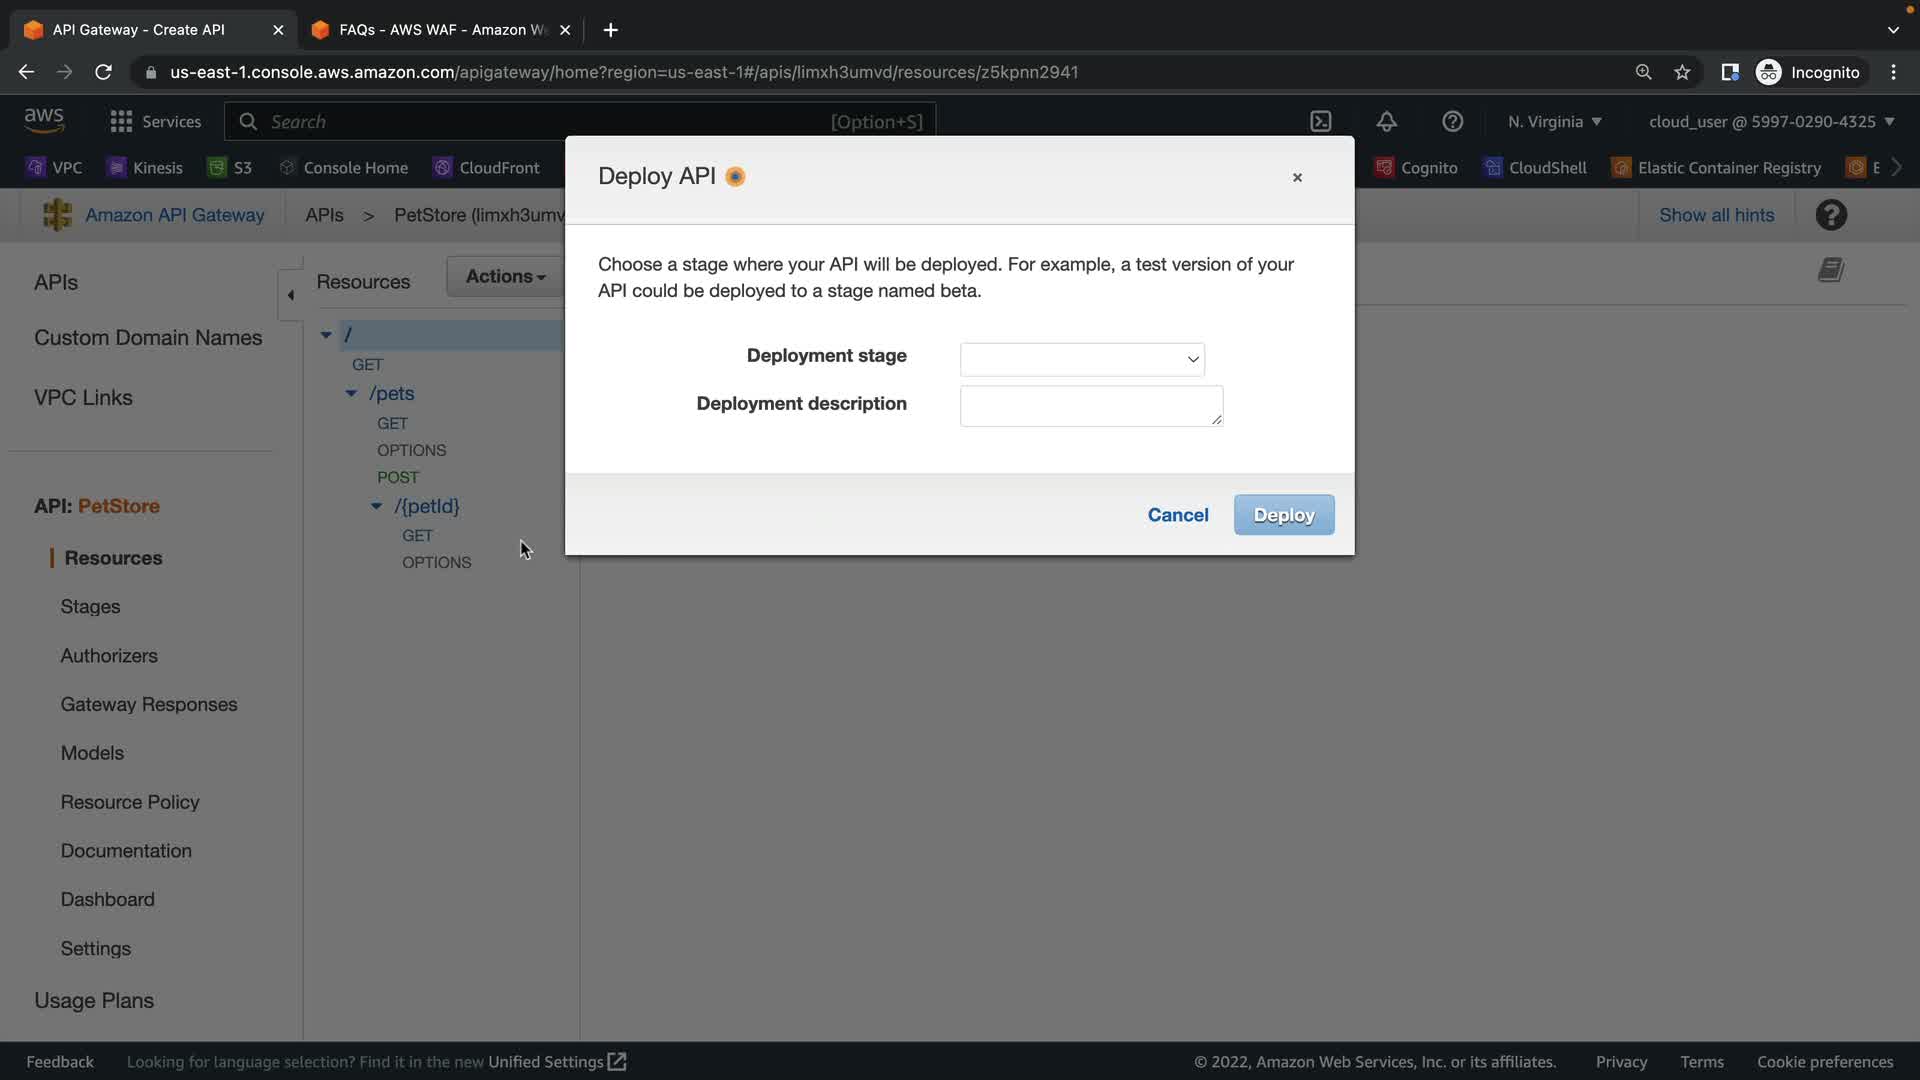 API Gateway - Create API
FAQs - AWS WAF - Amazon We
us-east-1.console.aws.amazon.com/apigateway/home?region=us-east-1#/apis/limxh3umvd/resources/z5kpnn2941
Incognito
aws
Services
Search
[Option+S]
N. Virginia
cloud_user @ 5997-0290-4325
VPC
Kinesis
S3
Console Home
CloudFront
Cognito
CloudShell
Elastic Container Registry
E
Amazon API Gateway
APIs
>
PetStore (limxh3umv
Show all hints
APIs
Custom Domain Names
VPC Links
API: PetStore
Resources
Stages
Authorizers
Gateway Responses
Models
Resource Policy
Documentation
Dashboard
Settings
Usage Plans
Resources
Actions
/
GET
/pets
GET
OPTIONS
POST
/{petId}
GET
OPTIONS
Deploy API
×
Choose a stage where your API will be deployed. For example, a test version of your
API could be deployed to a stage named beta.
Deployment stage
Deployment description
Cancel
Deploy
Feedback
Looking for language selection? Find it in the new Unified Settings
© 2022, Amazon Web Services, Inc. or its affiliates.
Privacy
Terms
Cookie preferences